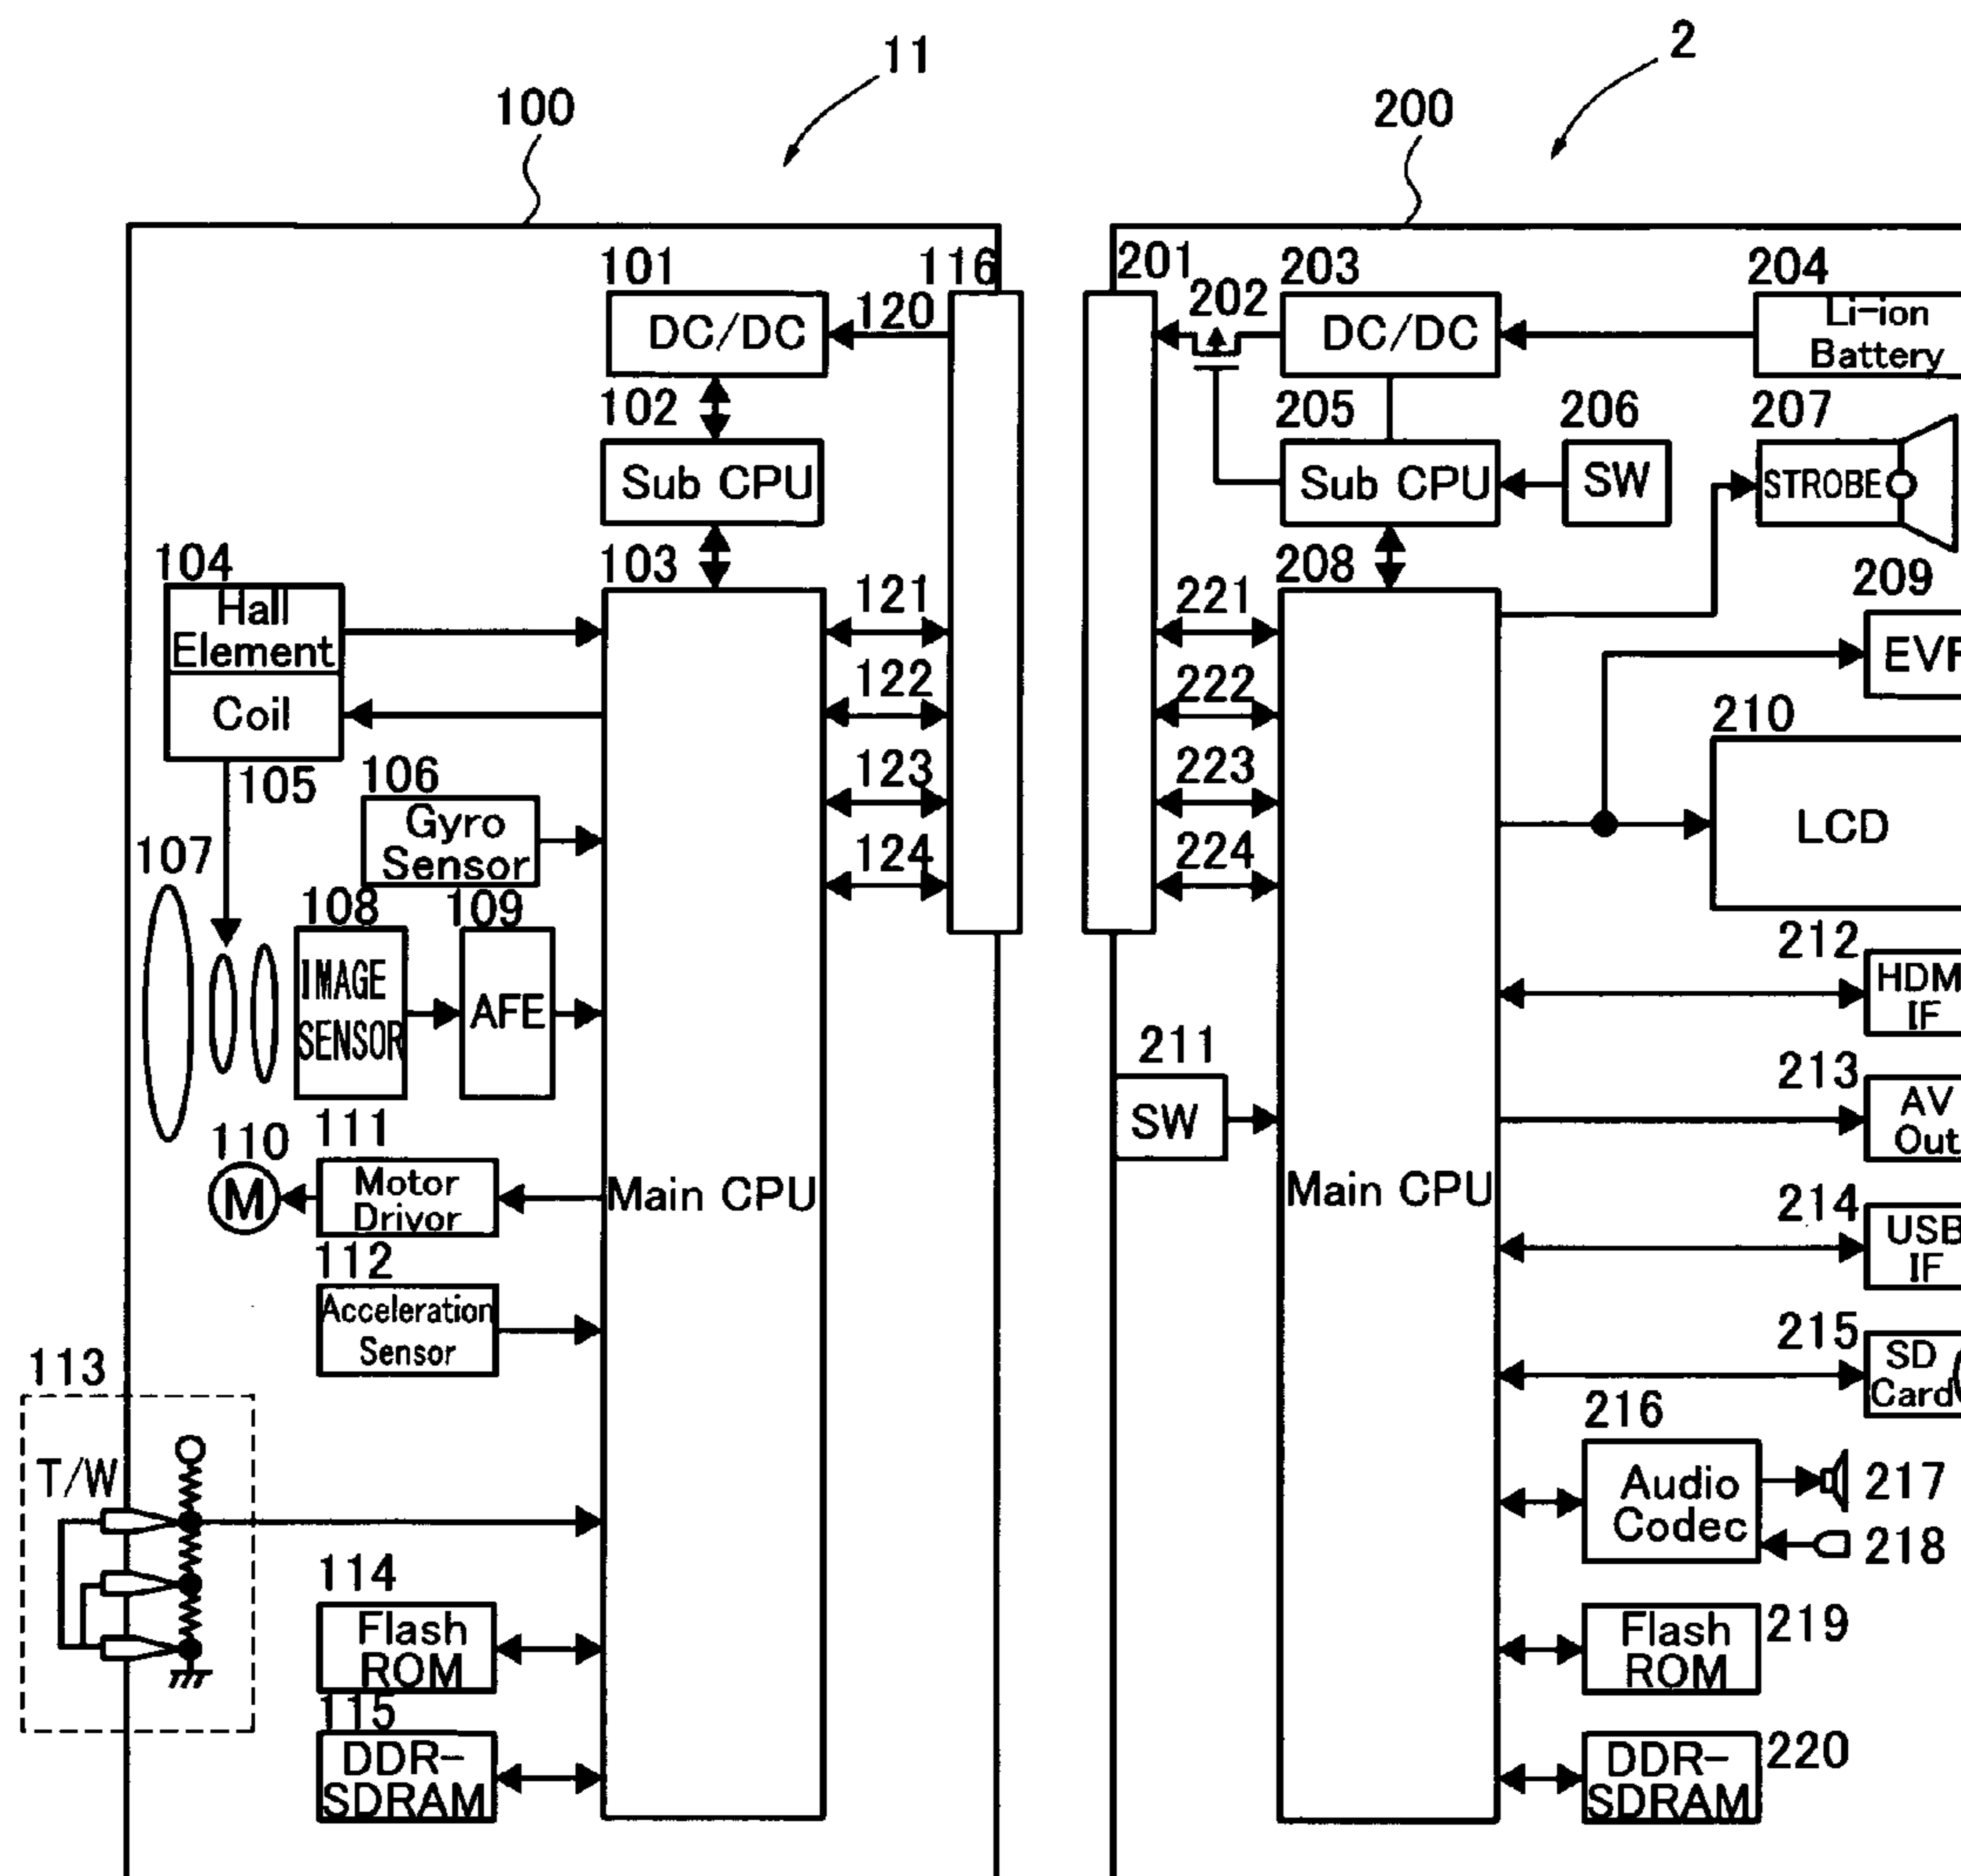 11
2
100
200
101
116
201
202
203
204
DC/DC
120
DC/DC
Li-ion
Battery
102
205
206
207
Sub CPU
Sub CPU
SW
STROBE
103
208
104
209
Hall
Element
Coil
105
121
122
123
124
221
222
223
224
EVF
210
LCD
106
Gyro
Sensor
107
108
109
IMAGE
SENSOR
AFE
212
HDM
IF
211
SW
213
AV
Out
110
111
M
Motor
Drivor
Main CPU
Main CPU
214
USB
IF
112
Acceleration
Sensor
215
SD
Card
113
T/W
216
Audio
Codec
217
218
114
Flash
ROM
219
Flash
ROM
115
DDR-
SDRAM
220
DDR-
SDRAM